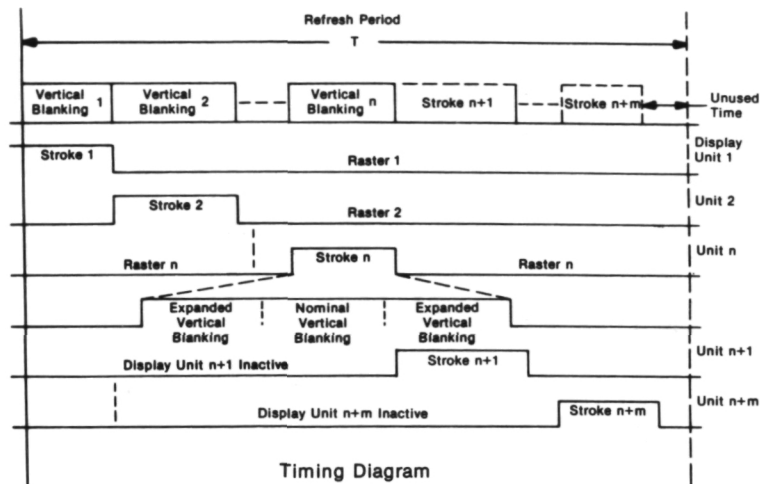 Refresh Period
T
Vertical Blanking 1
Vertical Blanking 2
Vertical Blanking n
Stroke n+1
Stroke n+m
Unused Time
Stroke 1
Raster 1
Display Unit 1
Stroke 2
Raster 2
Unit 2
Raster n
Stroke n
Raster n
Unit n
Expanded Vertical Blanking
Nominal Vertical Blanking
Expanded Vertical Blanking
Display Unit n+1 Inactive
Stroke n+1
Unit n+1
Display Unit n+m Inactive
Stroke n+m
Unit n+m
Timing Diagram